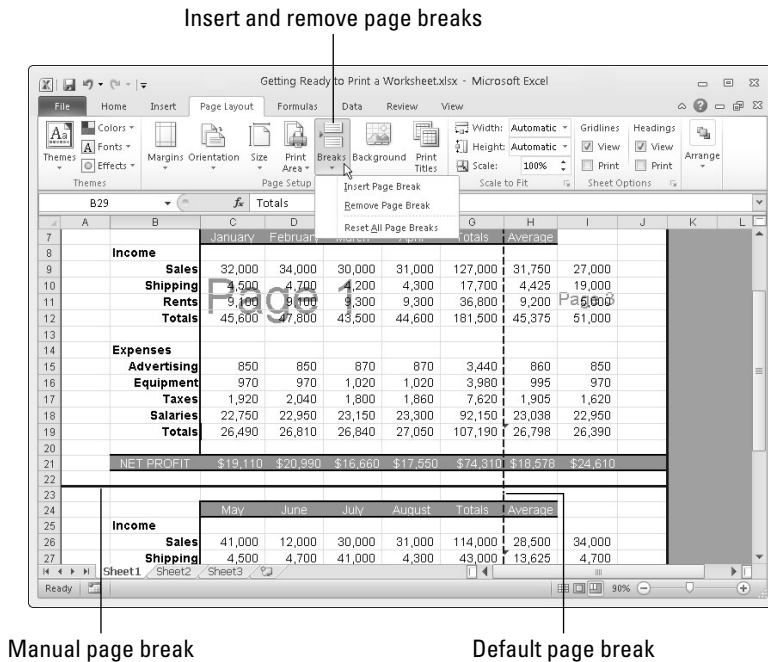 Insert and remove page breaks
Getting Ready to Print a Worksheet.xlsx - Microsoft Excel
File Home Insert Page Layout Formulas Data Review View
Colors Width: Automatic Gridlines Headings
Fonts Height: Automatic View View
Effects Scale: 100% Print Print
Themes Margins Orientation Size Print Area Breaks Background Print Titles Arrange
Themes Page Setup Scale to Fit Sheet Options
Insert Page Break
Remove Page Break
Reset All Page Breaks
B29 fx Totals
A B C D G H I J K L
7 January February March April Totals Average
8 Income
9 Sales 32,000 34,000 30,000 31,000 127,000 31,750 27,000
10 Shipping 4,500 4,700 4,200 4,300 17,700 4,425 19,000
Page 1 Page 3
11 Rents 9,100 9,100 9,300 9,300 36,800 9,200 5,000
12 Totals 45,600 47,800 43,500 44,600 181,500 45,375 51,000
13
14 Expenses
15 Advertising 850 850 870 870 3,440 860 850
16 Equipment 970 970 1,020 1,020 3,980 995 970
17 Taxes 1,920 2,040 1,800 1,860 7,620 1,905 1,620
18 Salaries 22,750 22,950 23,150 23,300 92,150 23,038 22,950
19 Totals 26,490 26,810 26,840 27,050 107,190 26,798 26,390
20
21 NET PROFIT $19,110 $20,990 $16,660 $17,550 $74,310 $18,578 $24,610
22
23
24 May June July August Totals Average
25 Income
26 Sales 41,000 12,000 30,000 31,000 114,000 28,500 34,000
27 Shipping 4,500 4,700 41,000 4,300 43,000 13,625 4,700
Sheet1 Sheet2 Sheet3
Ready 90%
Manual page break
Default page break